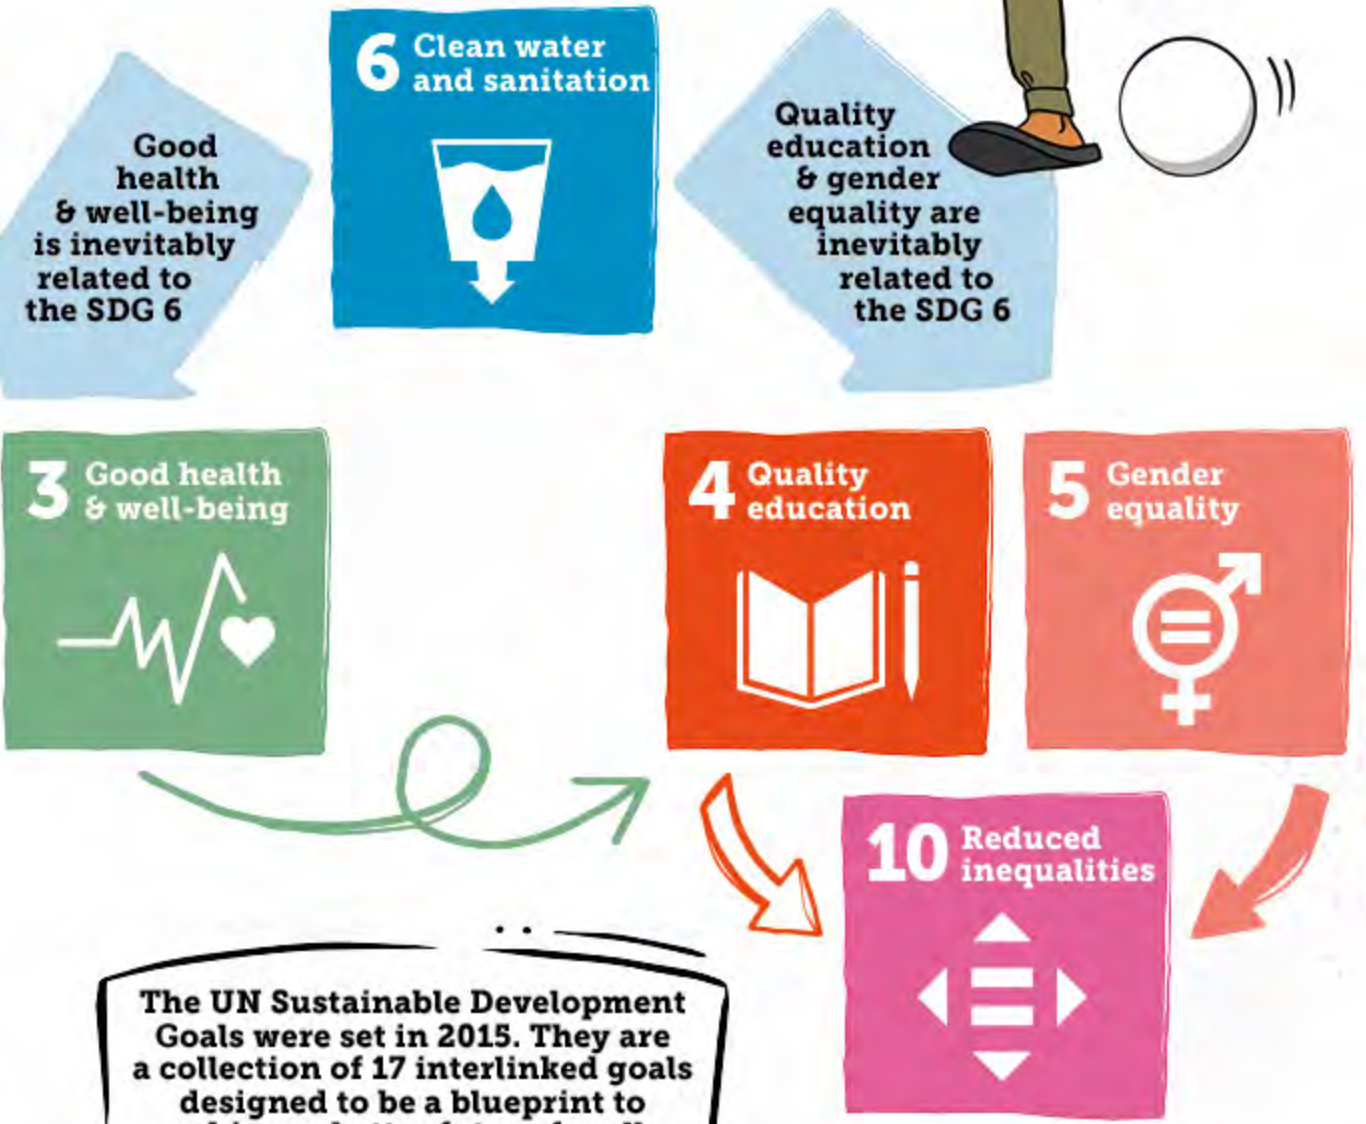 6 Clean water
and sanitation
Good
health
& well-being
is inevitably
related to
the SDG 6
Quality
education
& gender
equality are
inevitably
related to
the SDG 6
3 Good health
& well-being
4 Quality
education
5 Gender
equality
10 Reduced
inequalities
The UN Sustainable Development
Goals were set in 2015. They are
a collection of 17 interlinked goals
designed to be a blueprint to